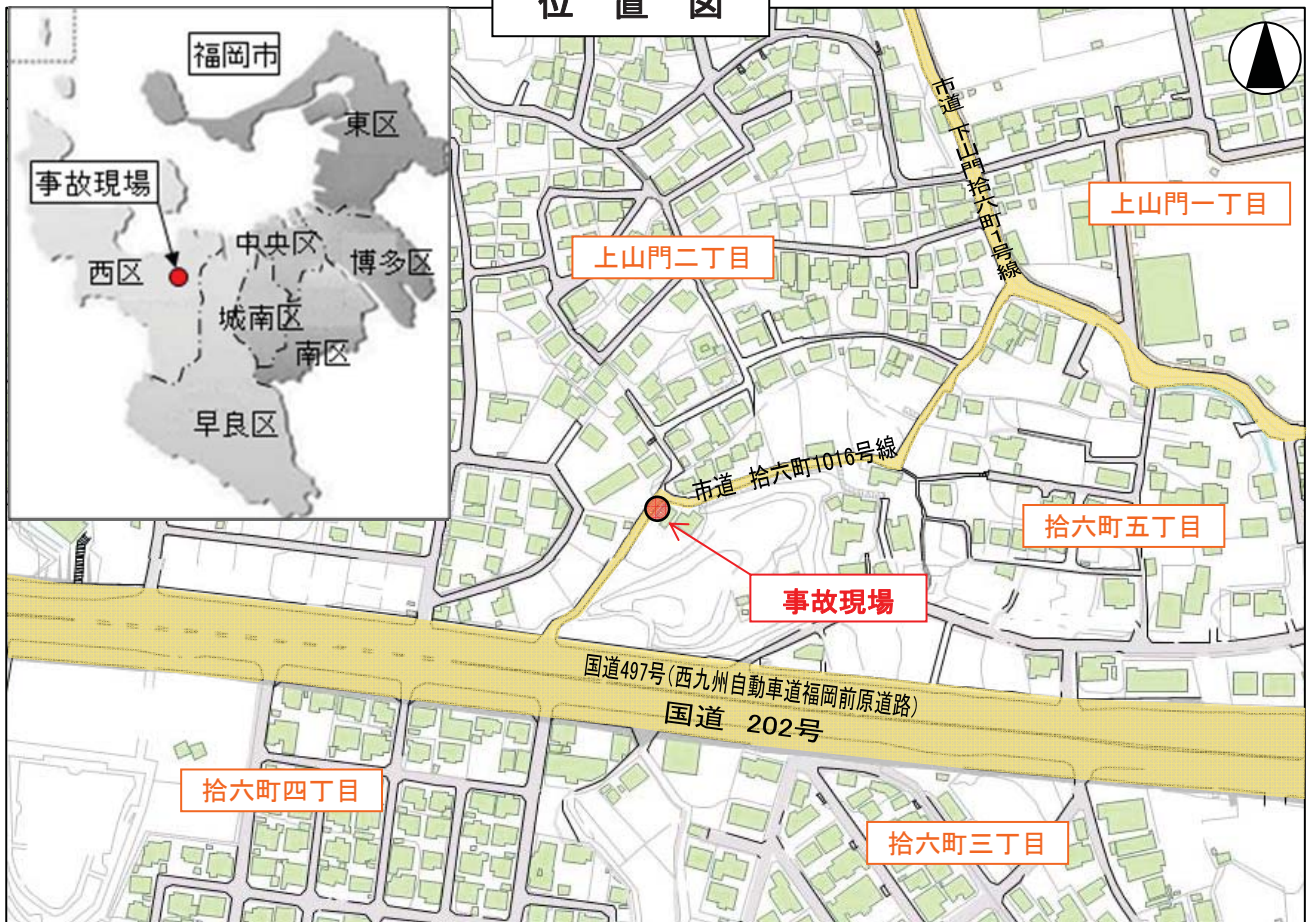 位 置 図
福岡市
東区
事故現場
中央区
博多区
西区
城南区
南区
早良区
市道 下山門拾六町1号線
上山門一丁目
上山門二丁目
市道 拾六町1016号線
拾六町五丁目
事故現場
国道497号(西九州自動車道福岡前原道路)
国道 202号
拾六町四丁目
拾六町三丁目